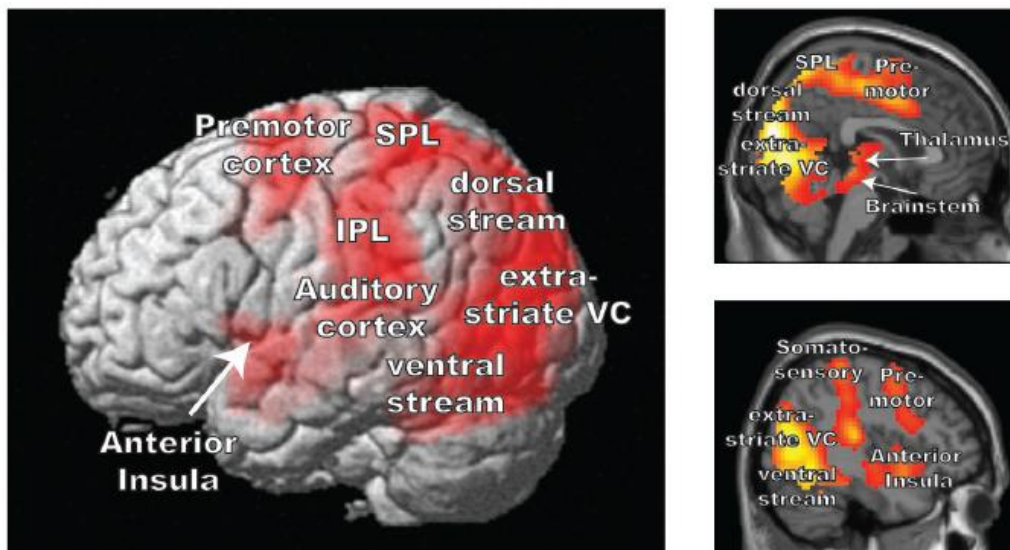 Premotor
cortex
SPL
dorsal
stream
IPL
extra-
striate VC
Auditory
cortex
ventral
stream
Anterior
Insula
SPL
Pre-
motor
dorsal
stream
Thalamus
extra-
striate VC
Brainstem
Somato-
sensory
Pre-
motor
extra-
striate VC
Anterior
Insula
ventral
stream